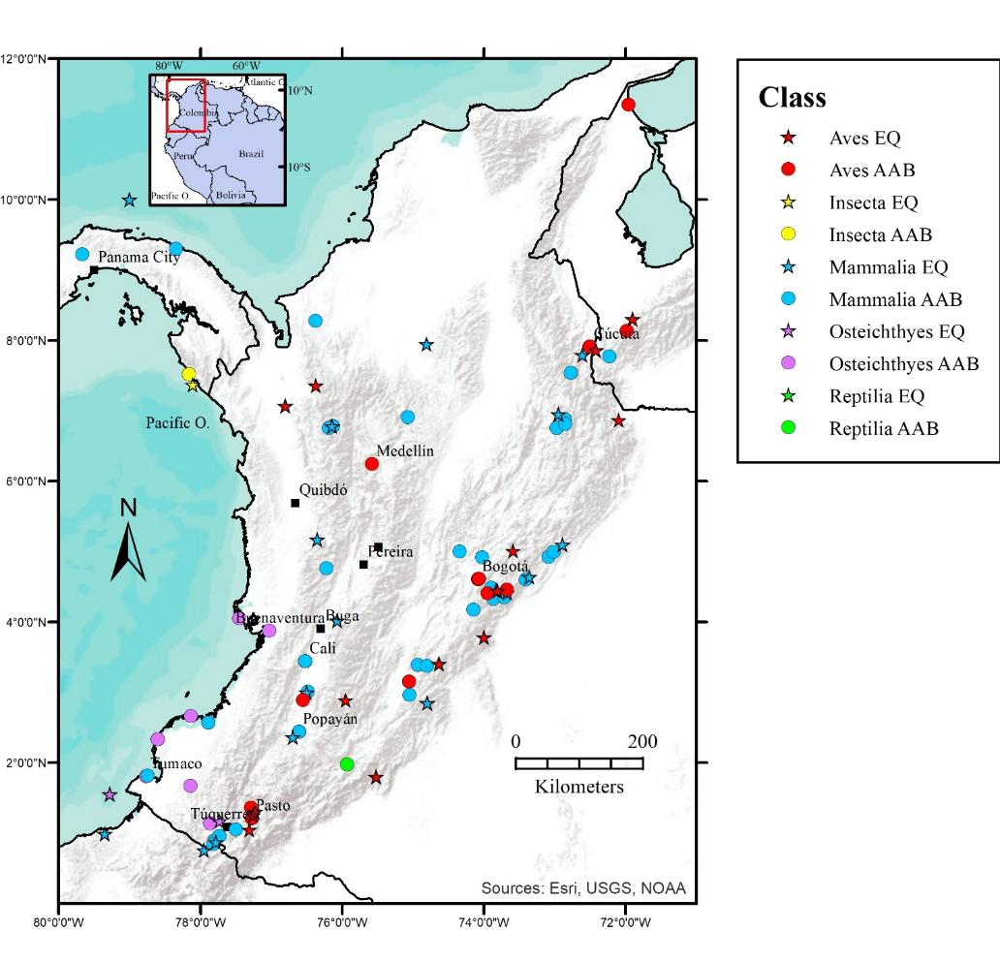 12°0'0"N
80°W 60°W
Atlantic O.
10°N
Colombia
Peru
Brazil
10°S
Pacific O.
Bolivia
10°0'0"N
Panama City
8°0'0"N
Cúcuta
Pacific O.
Medellín
6°0'0"N
Quibdó
N
Pereira
Bogotá
4°0'0"N
Buenaventura
Buga
Cali
Popayán
0 200
Kilometers
2°0'0"N
Tumaco
Pasto
Túquerres
Sources: Esri, USGS, NOAA
80°0'0"W 78°0'0"W 76°0'0"W 74°0'0"W 72°0'0"W
Class
Aves EQ
Aves AAB
Insecta EQ
Insecta AAB
Mammalia EQ
Mammalia AAB
Osteichthyes EQ
Osteichthyes AAB
Reptilia EQ
Reptilia AAB